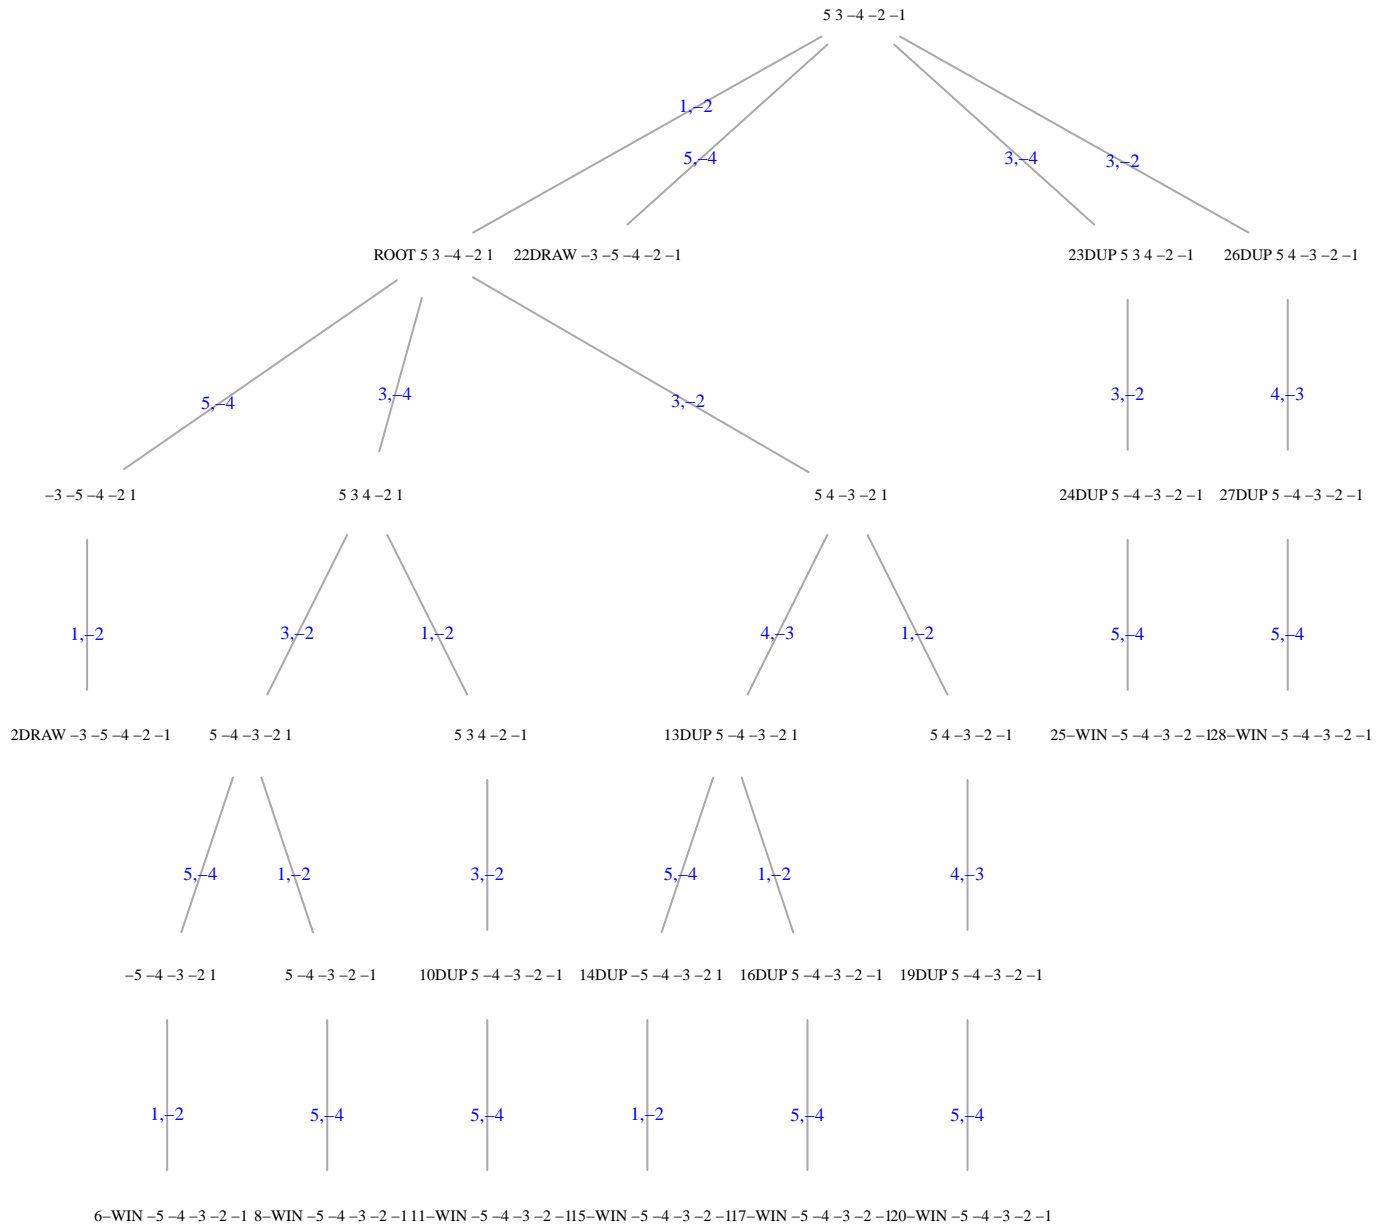 5 3 −4 −2 −1
1,−2
5,−4
3,−4
3,−2
ROOT 5 3 −4 −2 1
22DRAW −3 −5 −4 −2 −1
23DUP 5 3 4 −2 −1
26DUP 5 4 −3 −2 −1
5,−4
3,−4
3,−2
3,−2
4,−3
−3 −5 −4 −2 1
5 3 4 −2 1
5 4 −3 −2 1
24DUP 5 −4 −3 −2 −1
27DUP 5 −4 −3 −2 −1
1,−2
3,−2
1,−2
4,−3
1,−2
5,−4
5,−4
2DRAW −3 −5 −4 −2 −1
5 −4 −3 −2 1
5 3 4 −2 −1
13DUP 5 −4 −3 −2 1
5 4 −3 −2 −1
25−WIN −5 −4 −3 −2 −1
28−WIN −5 −4 −3 −2 −1
5,−4
1,−2
3,−2
5,−4
1,−2
4,−3
−5 −4 −3 −2 1
5 −4 −3 −2 −1
10DUP 5 −4 −3 −2 −1
14DUP −5 −4 −3 −2 1
16DUP 5 −4 −3 −2 −1
19DUP 5 −4 −3 −2 −1
1,−2
5,−4
5,−4
1,−2
5,−4
5,−4
6−WIN −5 −4 −3 −2 −1
8−WIN −5 −4 −3 −2 −1
11−WIN −5 −4 −3 −2 −1
15−WIN −5 −4 −3 −2 −1
17−WIN −5 −4 −3 −2 −1
20−WIN −5 −4 −3 −2 −1